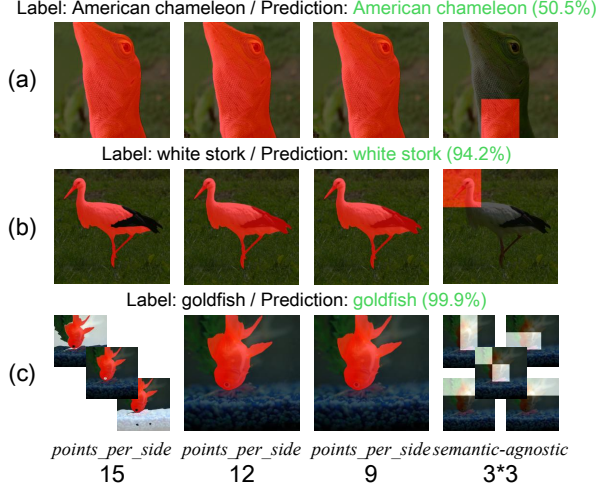 Label: American chameleon / Prediction: American chameleon (50.5%)
(a)
Label: white stork / Prediction: white stork (94.2%)
(b)
Label: goldfish / Prediction: goldfish (99.9%)
(c)
points_per_side points_per_side points_per_side semantic-agnostic
15 12 9 3*3